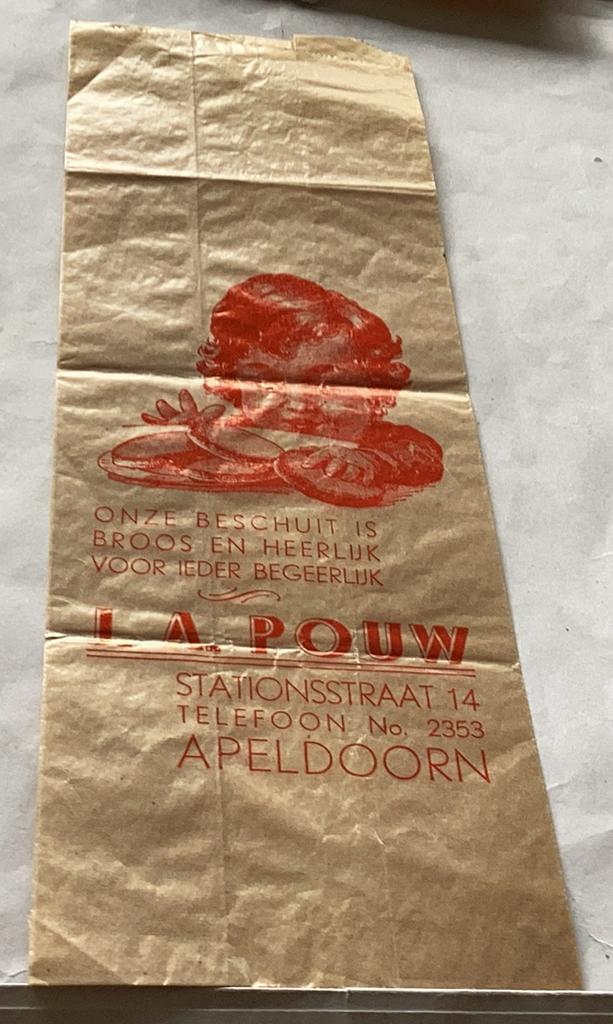 ONZE BESCHUIT IS
BROOS EN HEERLIJK
VOOR IEDER BEGEERLIJK
L A POUW
STATIONSSTRAAT 14
TELEFOON No. 2353
APELDOORN